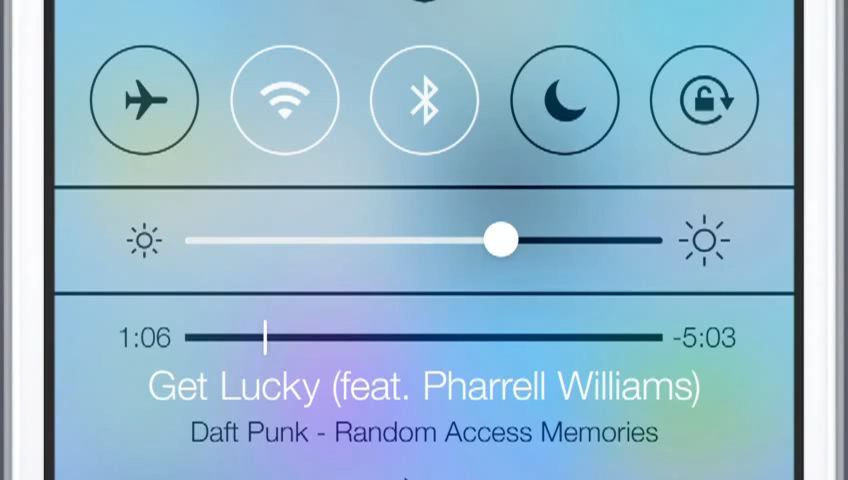 1:06 -5:03
Get Lucky (feat. Pharrell Williams)
Daft Punk - Random Access Memories